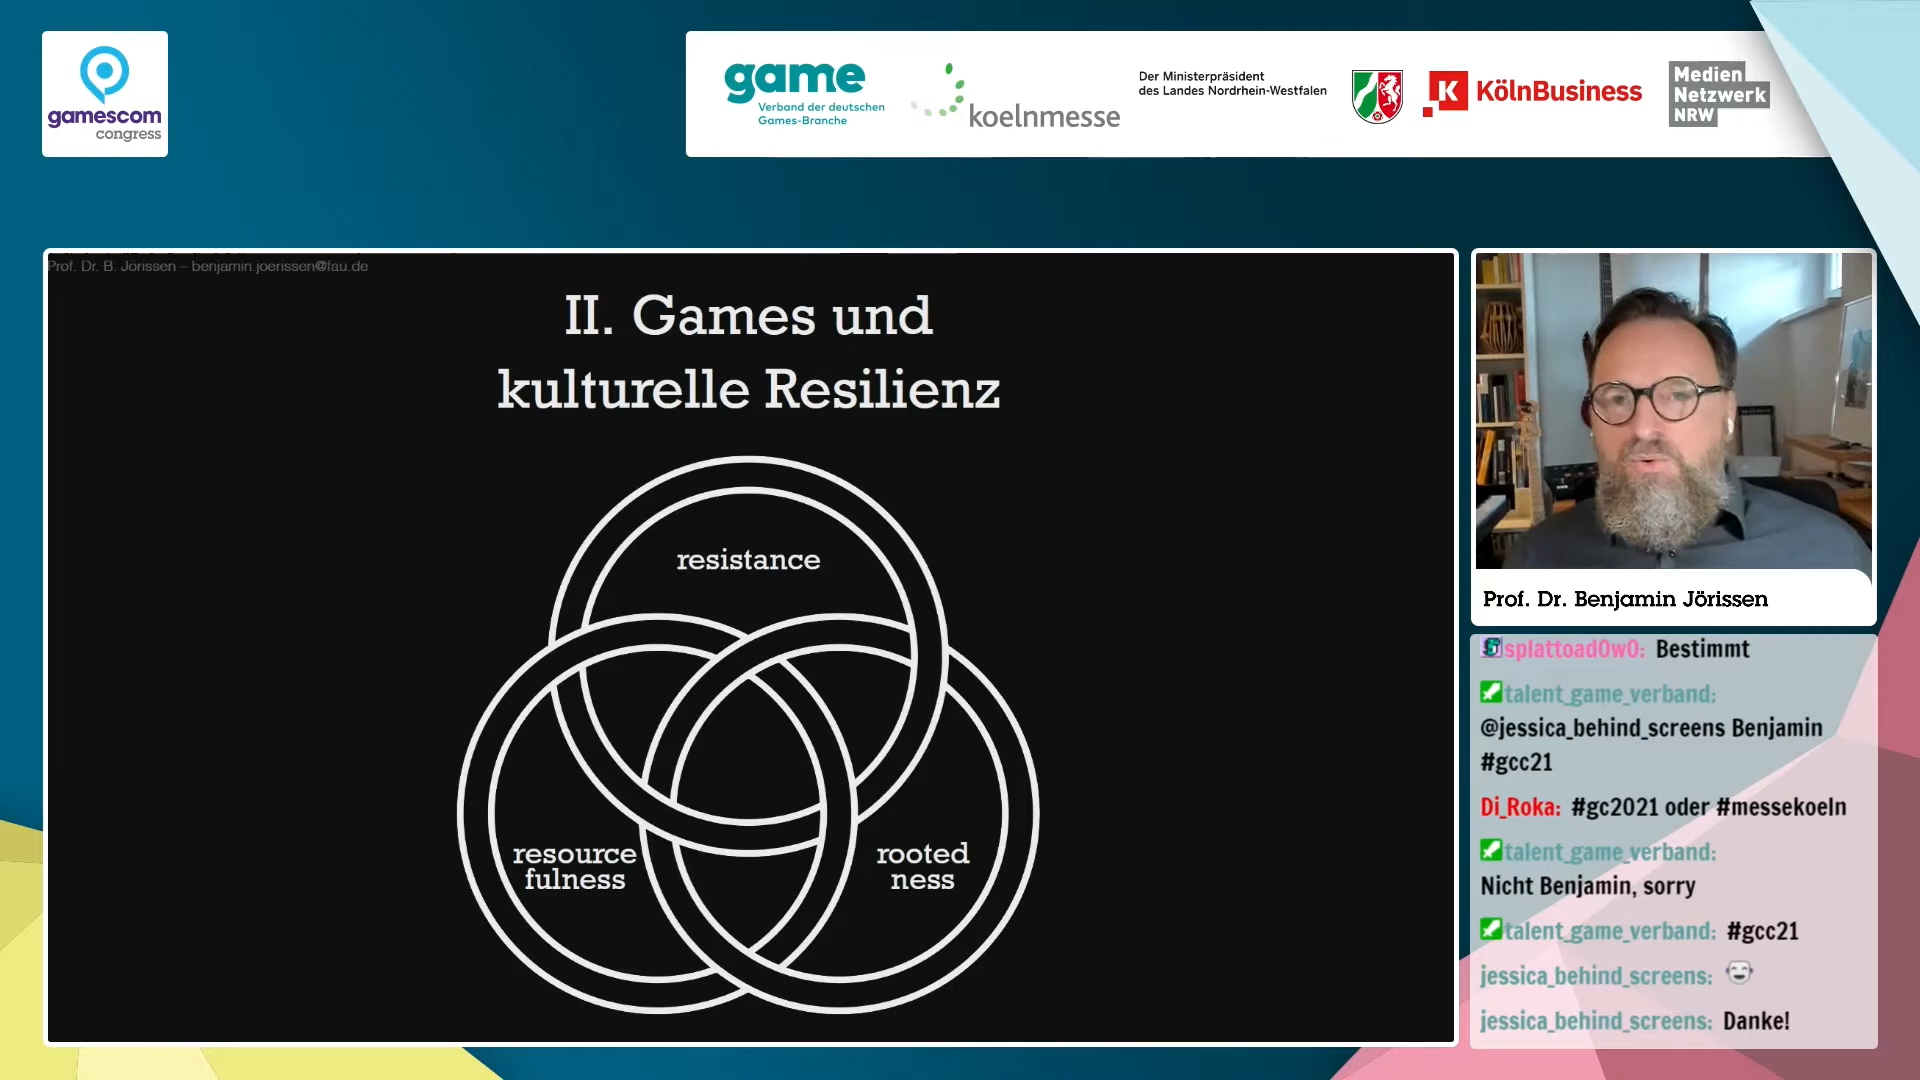 gamescom
congress
game
Verband der deutschen
Games-Branche
koelnmesse
Der Ministerpräsident
des Landes Nordrhein-Westfalen
K KölnBusiness
Medien
Netzwerk
NRW
Prof. Dr. B. Jörissen – benjamin.joerissen@fau.de
II. Games und
kulturelle Resilienz
resistance
resource
fulness
rooted
ness
Prof. Dr. Benjamin Jörissen
splattoad0w0: Bestimmt
talent_game_verband:
@jessica_behind_screens Benjamin
#gcc21
Di_Roka: #gc2021 oder #messekoeln
talent_game_verband:
Nicht Benjamin, sorry
talent_game_verband: #gcc21
jessica_behind_screens:
jessica_behind_screens: Danke!